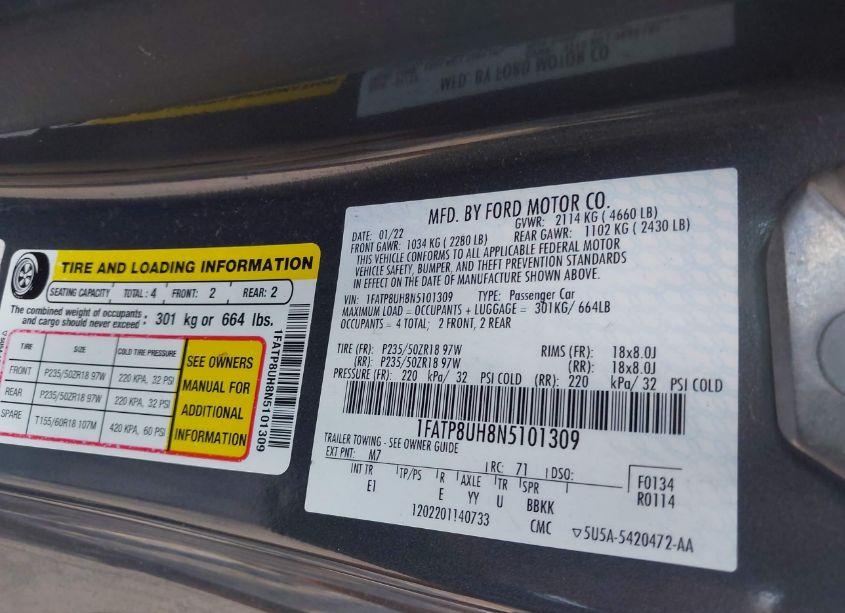 TIRE AND LOADING INFORMATION
SEATING CAPACITY TOTAL : 4 FRONT: 2 REAR: 2
The combined weight of occupants and cargo should never exceed : 301 kg or 664 lbs.
TIRE SIZE COLD TIRE PRESSURE
FRONT P235/50ZR18 97W 220 KPA, 32 PSI
REAR P235/50ZR18 97W 220 KPA, 32 PSI
SPARE T155/60R18 107M 420 KPA, 60 PSI
SEE OWNERS
MANUAL FOR
ADDITIONAL
INFORMATION
1FATP8UH8N5101309
MFD. BY FORD MOTOR CO.
DATE: 01/22 GVWR: 2114 KG ( 4660 LB)
FRONT GAWR: 1034 KG ( 2280 LB) REAR GAWR: 1102 KG ( 2430 LB)
THIS VEHICLE CONFORMS TO ALL APPLICABLE FEDERAL MOTOR
VEHICLE SAFETY, BUMPER, AND THEFT PREVENTION STANDARDS
IN EFFECT ON THE DATE OF MANUFACTURE SHOWN ABOVE.
VIN: 1FATP8UH8N5101309 TYPE: Passenger Car
MAXIMUM LOAD = OCCUPANTS + LUGGAGE = 301KG/ 664LB
OCCUPANTS = 4 TOTAL; 2 FRONT, 2 REAR
TIRE (FR): P235/50ZR18 97W RIMS (FR): 18x8.0J
(RR): P235/50ZR18 97W (RR): 18x8.0J
PRESSURE (FR): 220 kPa/ 32 PSI COLD (RR): 220 kPa/ 32 PSI COLD
1FATP8UH8N5101309
TRAILER TOWING - SEE OWNER GUIDE
EXT PNT: M7 RC: 71 DSO: F0134
R0114
INT TR TP/PS R AXLE TR SPR
E1 E YY U BBKK
1202201140733 CMC ▽5U5A-5420472-AA
MFD. BY FORD MOTOR CO